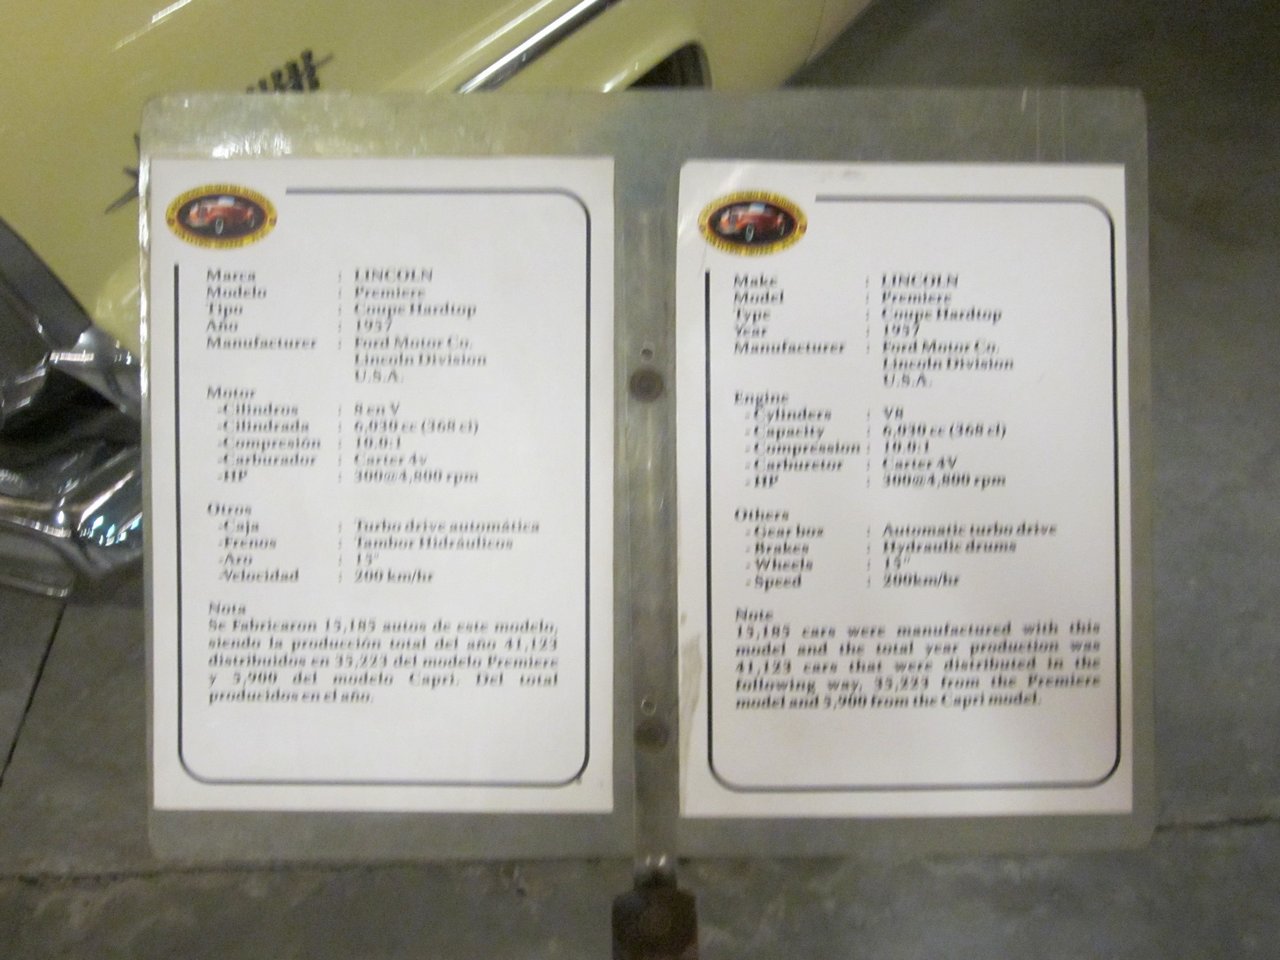 Marca : LINCOLN
Modelo : Premiere
Tipo : Coupe Hardtop
Año : 1957
Manufacturer : Ford Motor Co.
Lincoln Division
U.S.A.
Motor
-Cilindros : 8 en V
-Cilindrada : 6,030 cc (368 ci)
-Compresión : 10.0:1
-Carburador : Carter 4v
-HP : 300@4,800 rpm
Otros
-Caja : Turbo drive automática
-Frenos : Tambor Hidráulicos
-Aro : 15"
-Velocidad : 200 km/hr
Nota
Se Fabricaron 15,185 autos de este modelo,
siendo la producción total del año 41,123
distribuidos en 35,223 del modelo Premiere
y 5,900 del modelo Capri. Del total
producidos en el año.
Make : LINCOLN
Model : Premiere
Type : Coupe Hardtop
Year : 1957
Manufacturer : Ford Motor Co.
Lincoln Division
U.S.A.
Engine
- Cylinders : V8
- Capacity : 6,030 cc (368 ci)
- Compression : 10.0:1
- Carburetor : Carter 4V
- HP : 300@4,800 rpm
Others
- Gear box : Automatic turbo drive
- Brakes : Hydraulic drums
- Wheels : 15"
- Speed : 200km/hr
Note
15,185 cars were manufactured with this
model and the total year production was
41,123 cars that were distributed in the
following way, 35,223 from the Premiere
model and 5,900 from the Capri model.